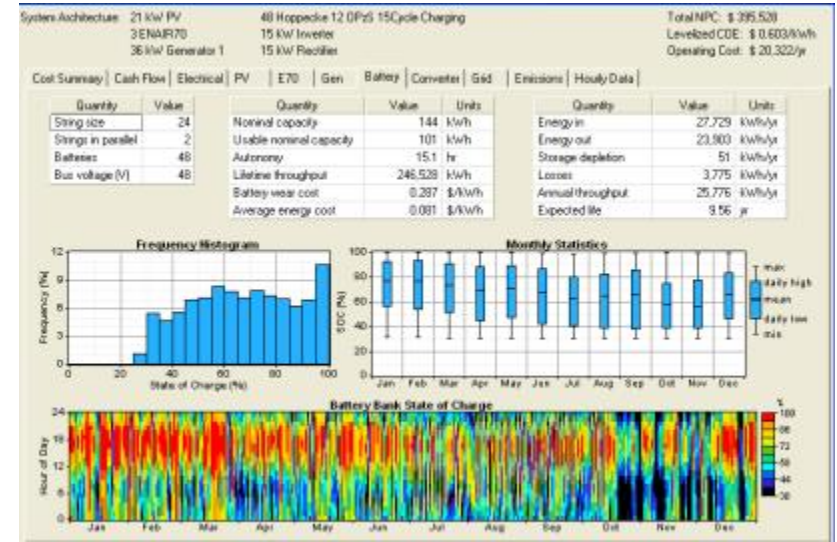 System Architecture: 21 kW PV 48 Hoppecke 12 OPzS 15 Cycle Charging Total NPC: $ 395,528
3 ENAIR70 15 kW Inverter Levelized COE: $ 0.603/kWh
36 kW Generator 1 15 kW Rectifier Operating Cost: $ 20,322/yr
Cost Summary Cash Flow Electrical PV E70 Gen Battery Converter Grid Emissions Hourly Data
Quantity Value Quantity Value Units Quantity Value Units
String size 24 Nominal capacity 144 kWh Energy in 27,729 kWh/yr
Strings in parallel 2 Usable nominal capacity 101 kWh Energy out 23,903 kWh/yr
Batteries 48 Autonomy 15.1 hr Storage depletion 51 kWh/yr
Bus voltage (V) 48 Lifetime throughput 246,528 kWh Losses 3,775 kWh/yr
Battery wear cost 0.287 $/kWh Annual throughput 25,776 kWh/yr
Average energy cost 0.081 $/kWh Expected life 9.56 yr
Frequency Histogram
12
9
6
3
0
Frequency (%)
0 20 40 60 80 100
State of Charge (%)
Monthly Statistics
100
80
60
40
20
0
SOC (%)
Jan Feb Mar Apr May Jun Jul Aug Sep Oct Nov Dec
max
daily high
mean
daily low
min
Battery Bank State of Charge
24
18
12
6
0
Hour of Day
Jan Feb Mar Apr May Jun Jul Aug Sep Oct Nov Dec
%
100
86
72
58
44
30